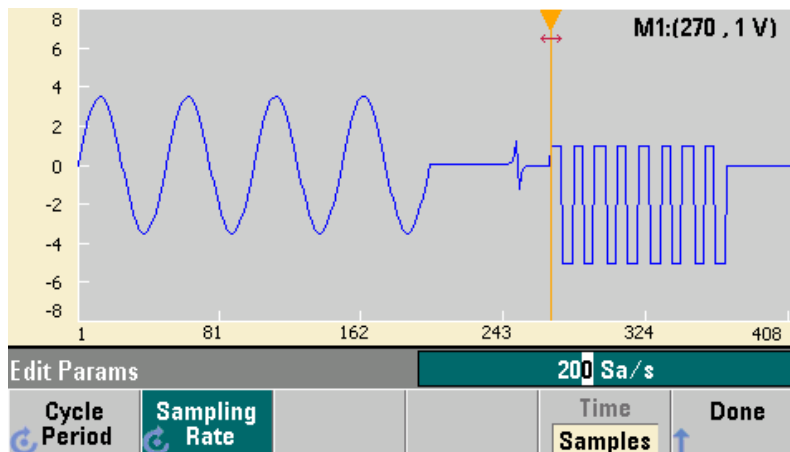 8
M1:(270 , 1 V)
6
4
2
0
-2
-4
-6
-8
1 81 162 243 324 408
Edit Params 200 Sa/s
Cycle Period
Sampling Rate
Time
Samples
Done